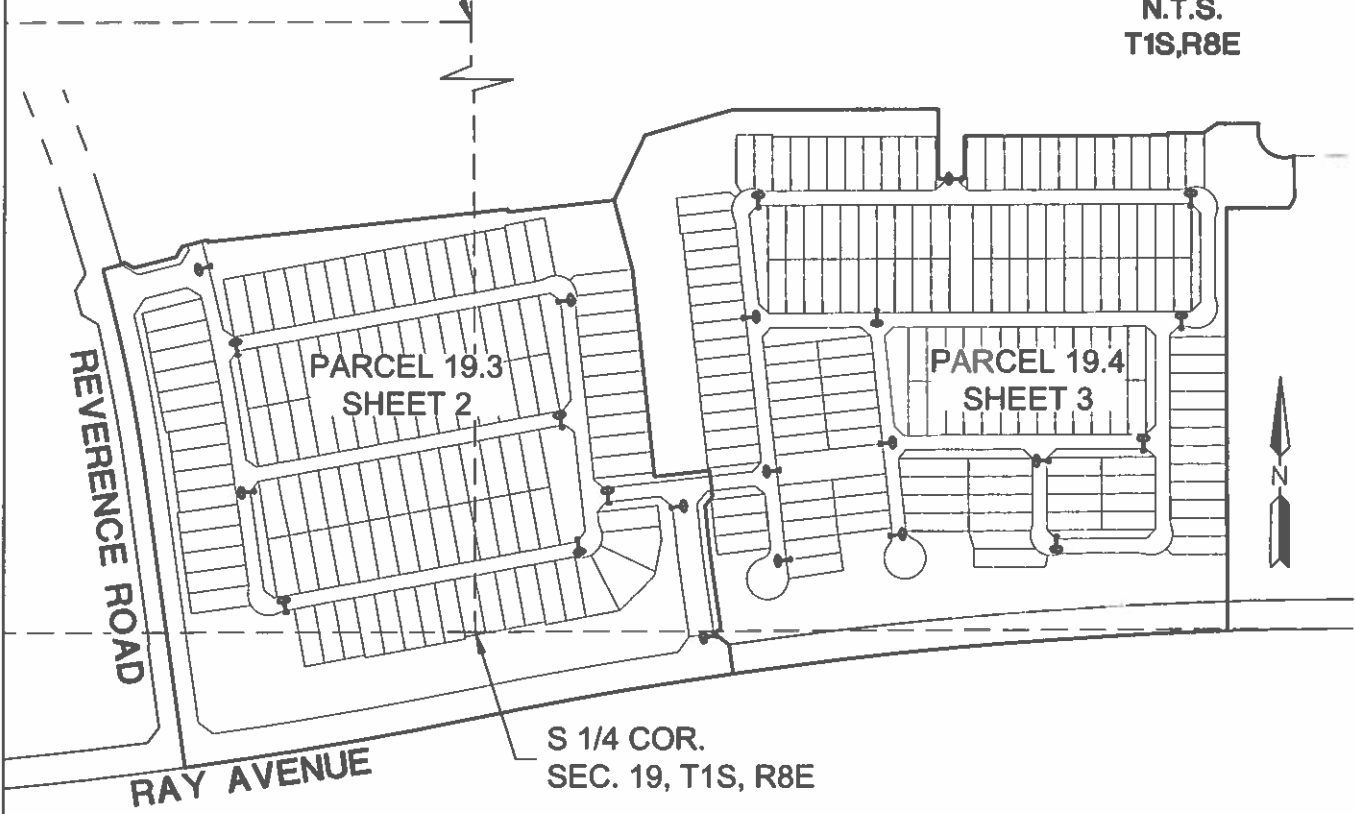 N.T.S.
T1S,R8E
PARCEL 19.3
SHEET 2
PARCEL 19.4
SHEET 3
REVERENCE ROAD
N
S 1/4 COR.
SEC. 19, T1S, R8E
RAY AVENUE